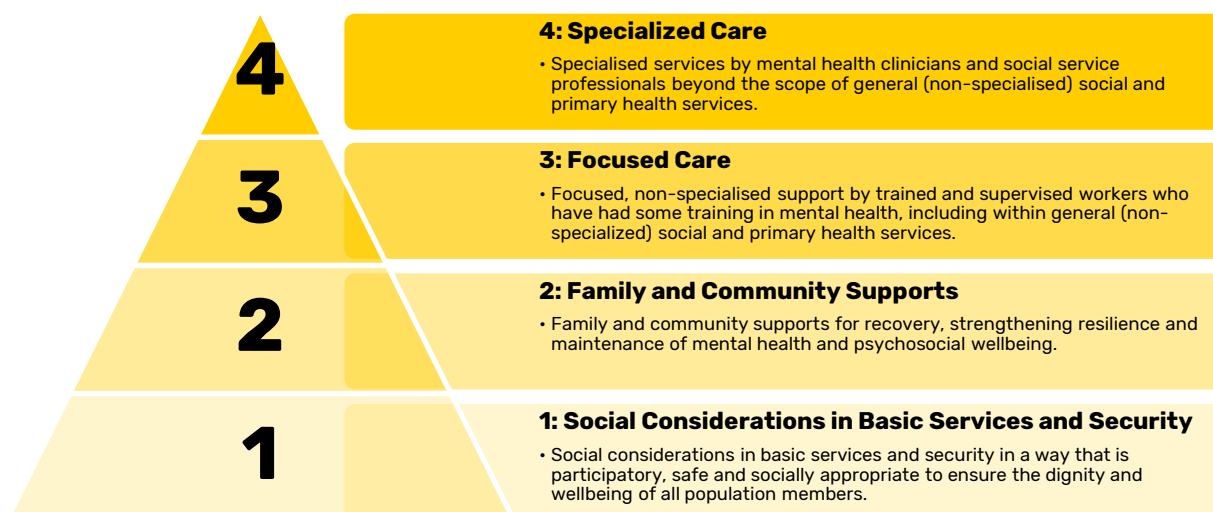 4
4: Specialized Care
• Specialised services by mental health clinicians and social service
professionals beyond the scope of general (non-specialised) social and
primary health services.
3
3: Focused Care
• Focused, non-specialised support by trained and supervised workers who
have had some training in mental health, including within general (non-
specialized) social and primary health services.
2
2: Family and Community Supports
• Family and community supports for recovery, strengthening resilience and
maintenance of mental health and psychosocial wellbeing.
1
1: Social Considerations in Basic Services and Security
• Social considerations in basic services and security in a way that is
participatory, safe and socially appropriate to ensure the dignity and
wellbeing of all population members.